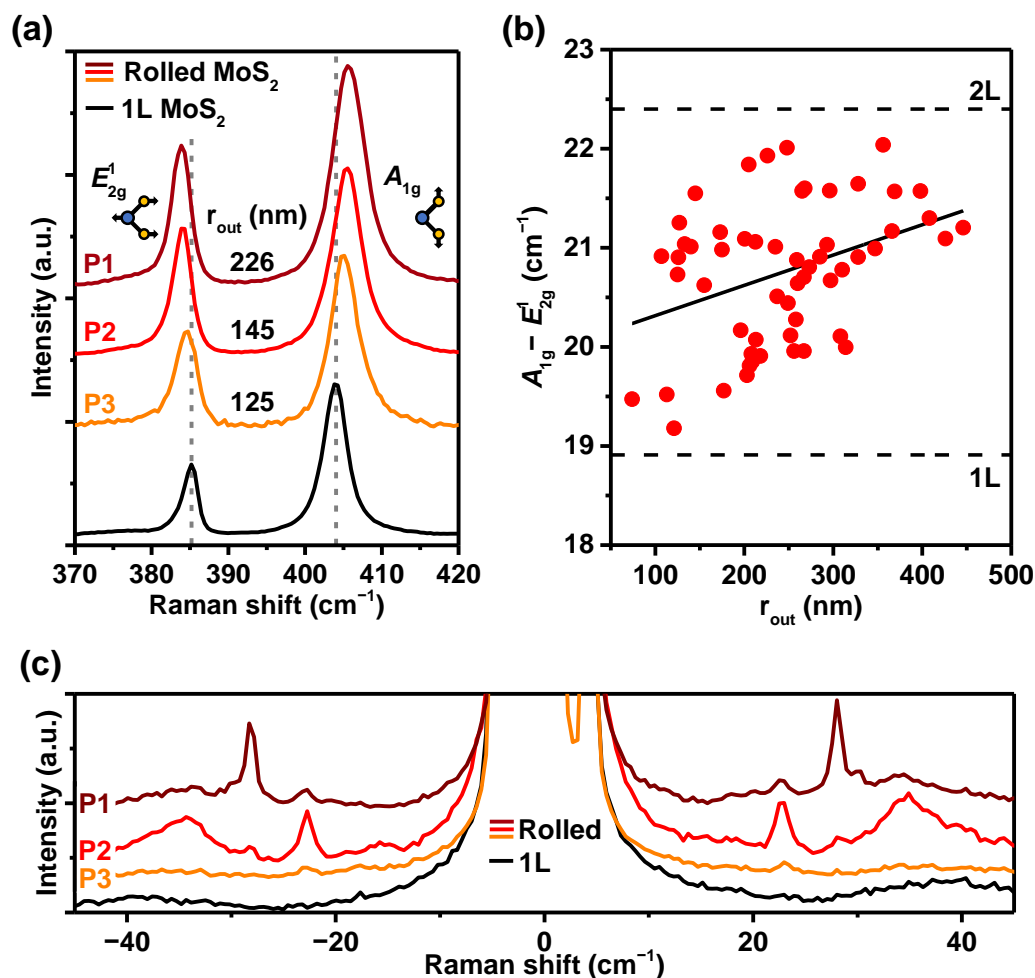 (a)
Rolled MoS₂
1L MoS₂
E¹₂g
A₁g
r_out (nm)
P1
226
P2
145
P3
125
Intensity (a.u.)
370 380 390 400 410 420
Raman shift (cm⁻¹)
(b)
23
22
21
20
19
18
2L
1L
A₁g − E¹₂g (cm⁻¹)
100 200 300 400 500
r_out (nm)
(c)
Intensity (a.u.)
P1
P2
P3
Rolled
1L
−40 −20 0 20 40
Raman shift (cm⁻¹)